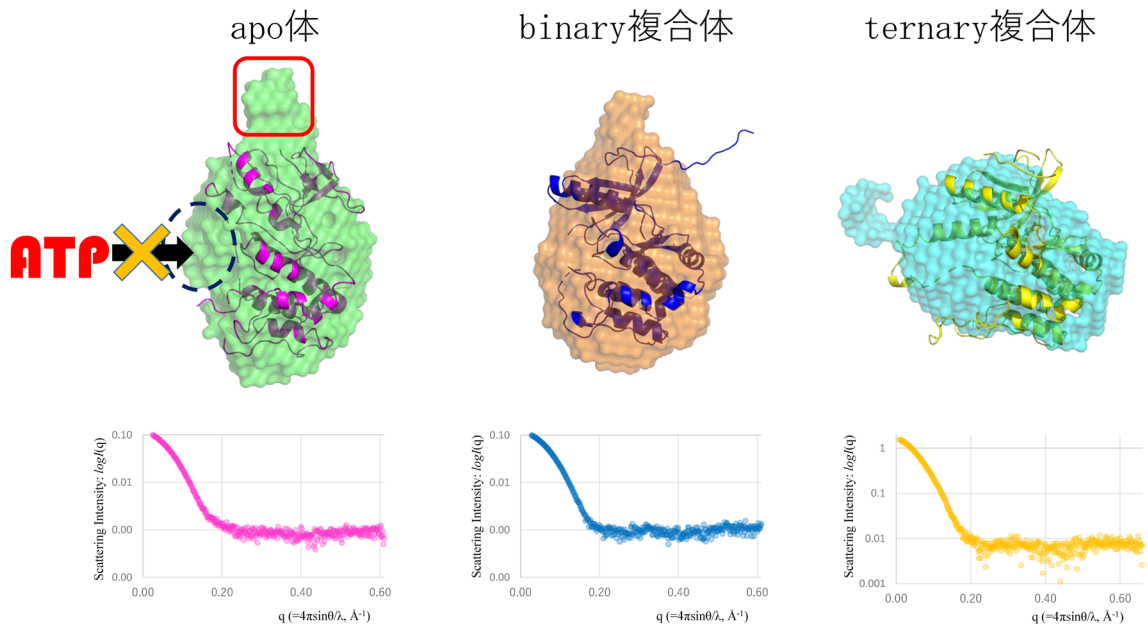 apo体
binary複合体
ternary複合体
ATP
Scattering Intensity: logI(q)
0.10
0.01
0.00
0.00
0.00
0.20
0.40
0.60
q (=4πsinθ/λ, Å⁻¹)
Scattering Intensity: logI(q)
0.10
0.01
0.00
0.00
0.00
0.20
0.40
0.60
q (=4πsinθ/λ, Å⁻¹)
Scattering Intensity: logI(q)
1
0.1
0.01
0.001
0.00
0.20
0.40
0.60
q (=4πsinθ/λ, Å⁻¹)